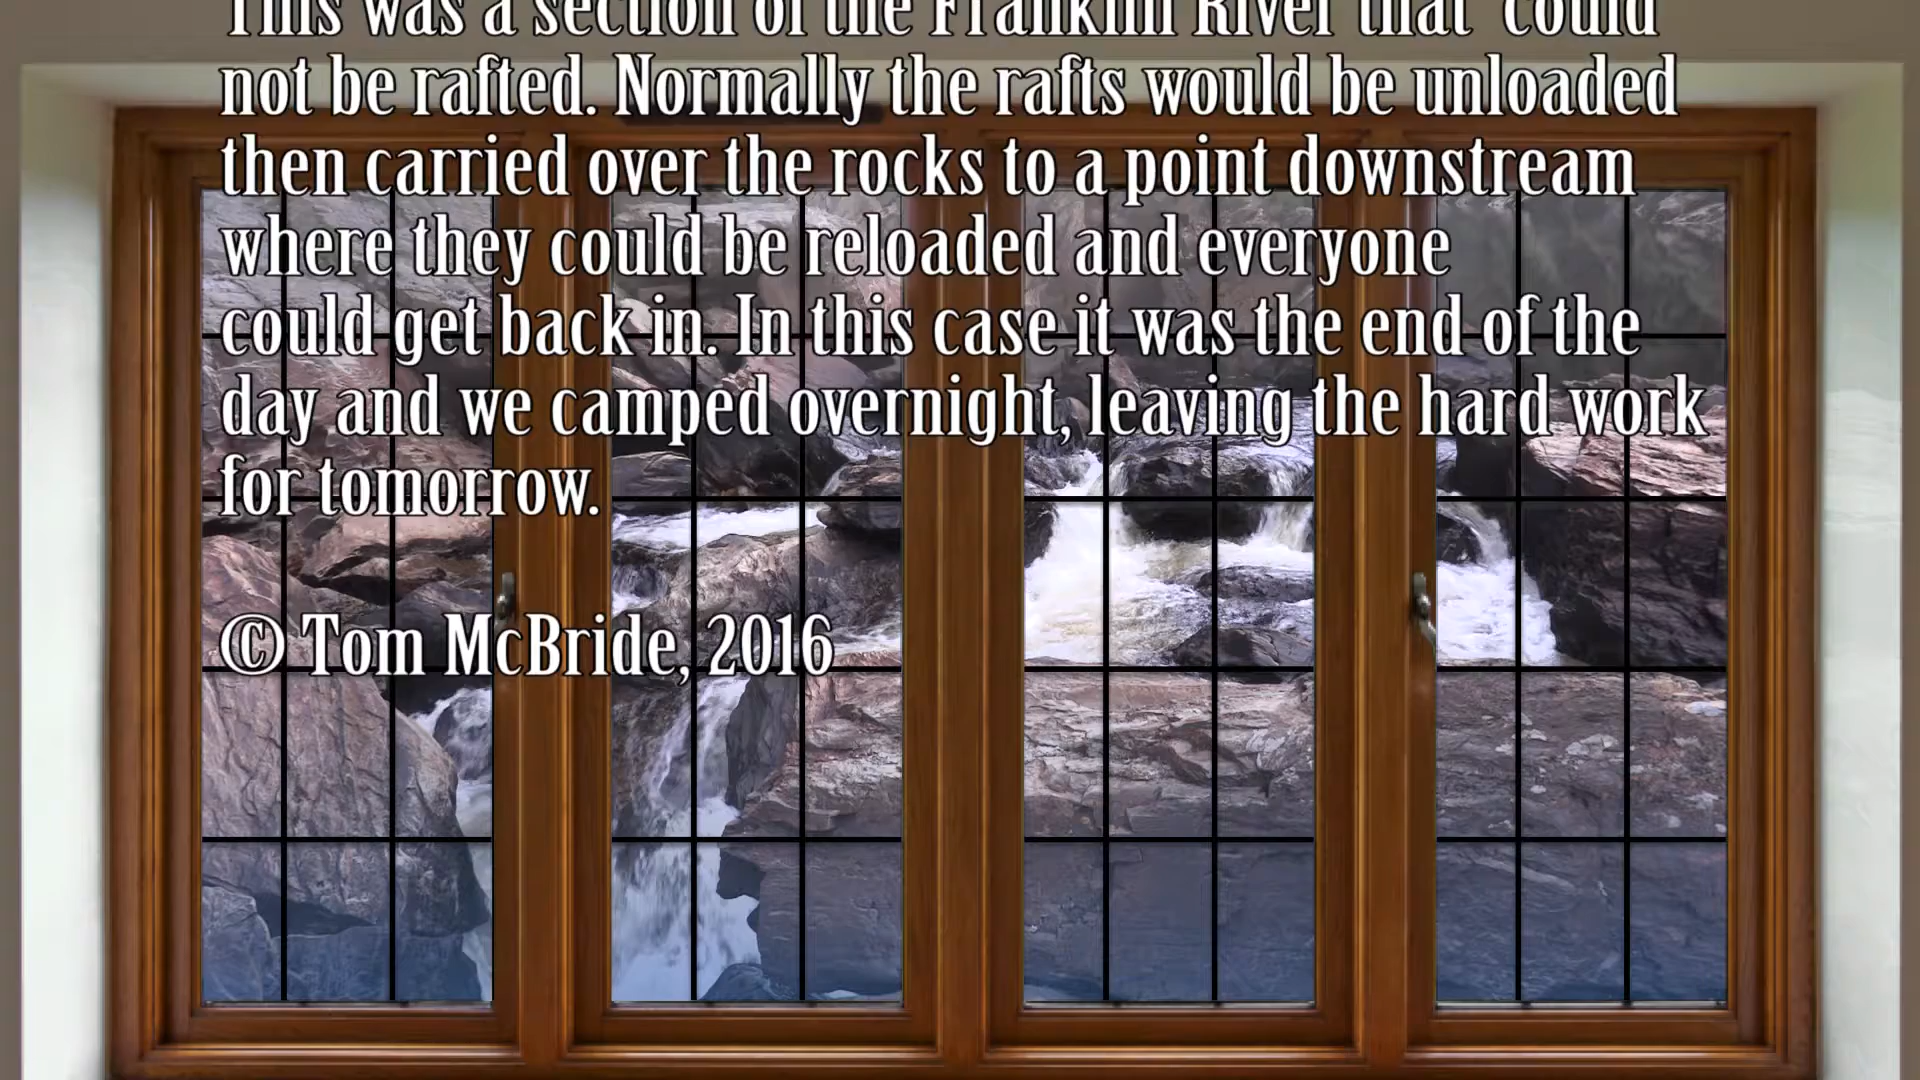 This was a section of the Franklin River that could
not be rafted. Normally the rafts would be unloaded
then carried over the rocks to a point downstream
where they could be reloaded and everyone
could get back in. In this case it was the end of the
day and we camped overnight, leaving the hard work
for tomorrow.
© Tom McBride, 2016